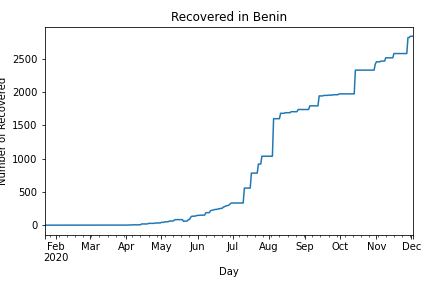 Recovered in Benin
Number of Recovered
2500
2000
1500
1000
500
0
Feb Mar Apr May Jun Jul Aug Sep Oct Nov Dec
2020
Day